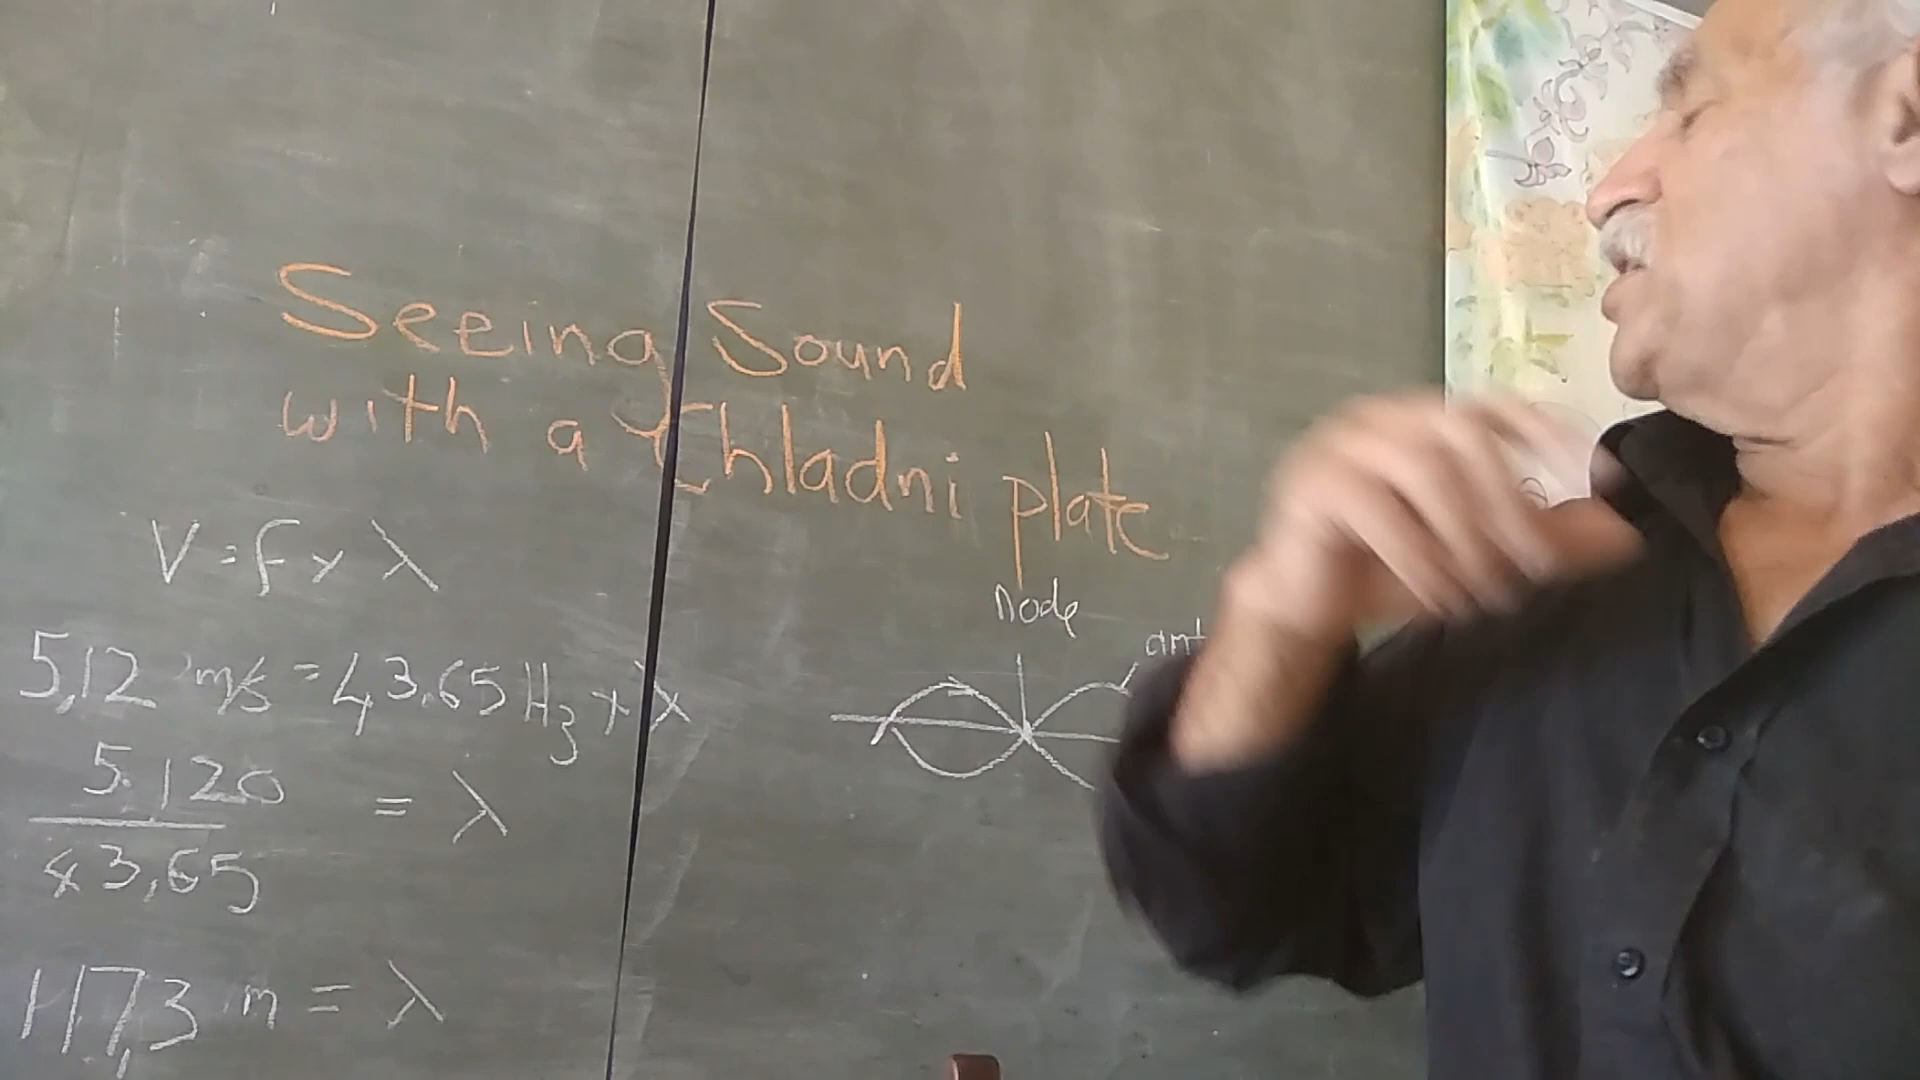 Seeing Sound
with a Chladni plate
V = f x λ
5,12 m/s = 43,65 Hz x λ
5.120
43,65
= λ
117,3 m = λ
node
ant